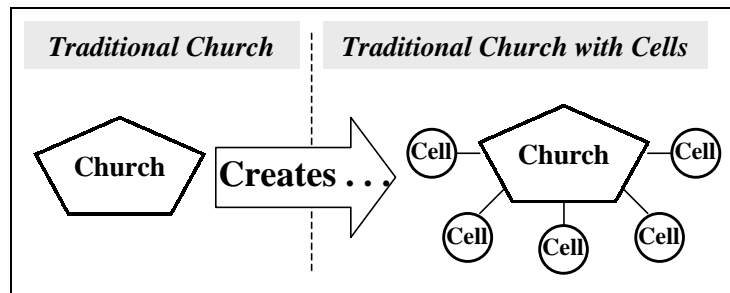 Traditional Church
Traditional Church with Cells
Church
Creates . . .
Cell
Church
Cell
Cell
Cell
Cell